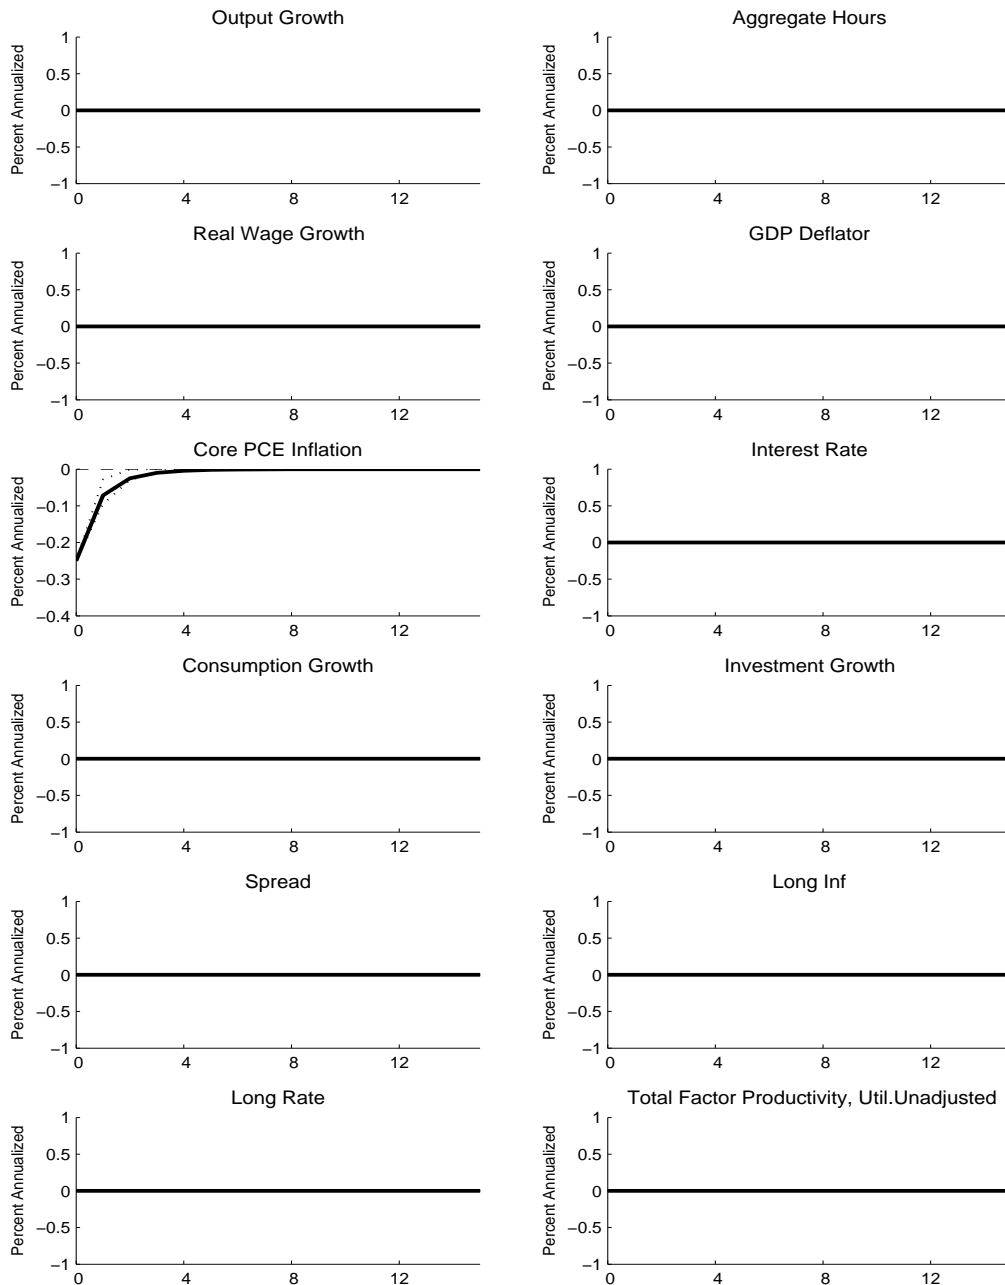 Output Growth
Percent Annualized
1
0.5
0
−0.5
−1
0 4 8 12
Aggregate Hours
Percent Annualized
1
0.5
0
−0.5
−1
0 4 8 12
Real Wage Growth
Percent Annualized
1
0.5
0
−0.5
−1
0 4 8 12
GDP Deflator
Percent Annualized
1
0.5
0
−0.5
−1
0 4 8 12
Core PCE Inflation
Percent Annualized
0
−0.1
−0.2
−0.3
−0.4
0 4 8 12
Interest Rate
Percent Annualized
1
0.5
0
−0.5
−1
0 4 8 12
Consumption Growth
Percent Annualized
1
0.5
0
−0.5
−1
0 4 8 12
Investment Growth
Percent Annualized
1
0.5
0
−0.5
−1
0 4 8 12
Spread
Percent Annualized
1
0.5
0
−0.5
−1
0 4 8 12
Long Inf
Percent Annualized
1
0.5
0
−0.5
−1
0 4 8 12
Long Rate
Percent Annualized
1
0.5
0
−0.5
−1
0 4 8 12
Total Factor Productivity, Util.Unadjusted
Percent Annualized
1
0.5
0
−0.5
−1
0 4 8 12